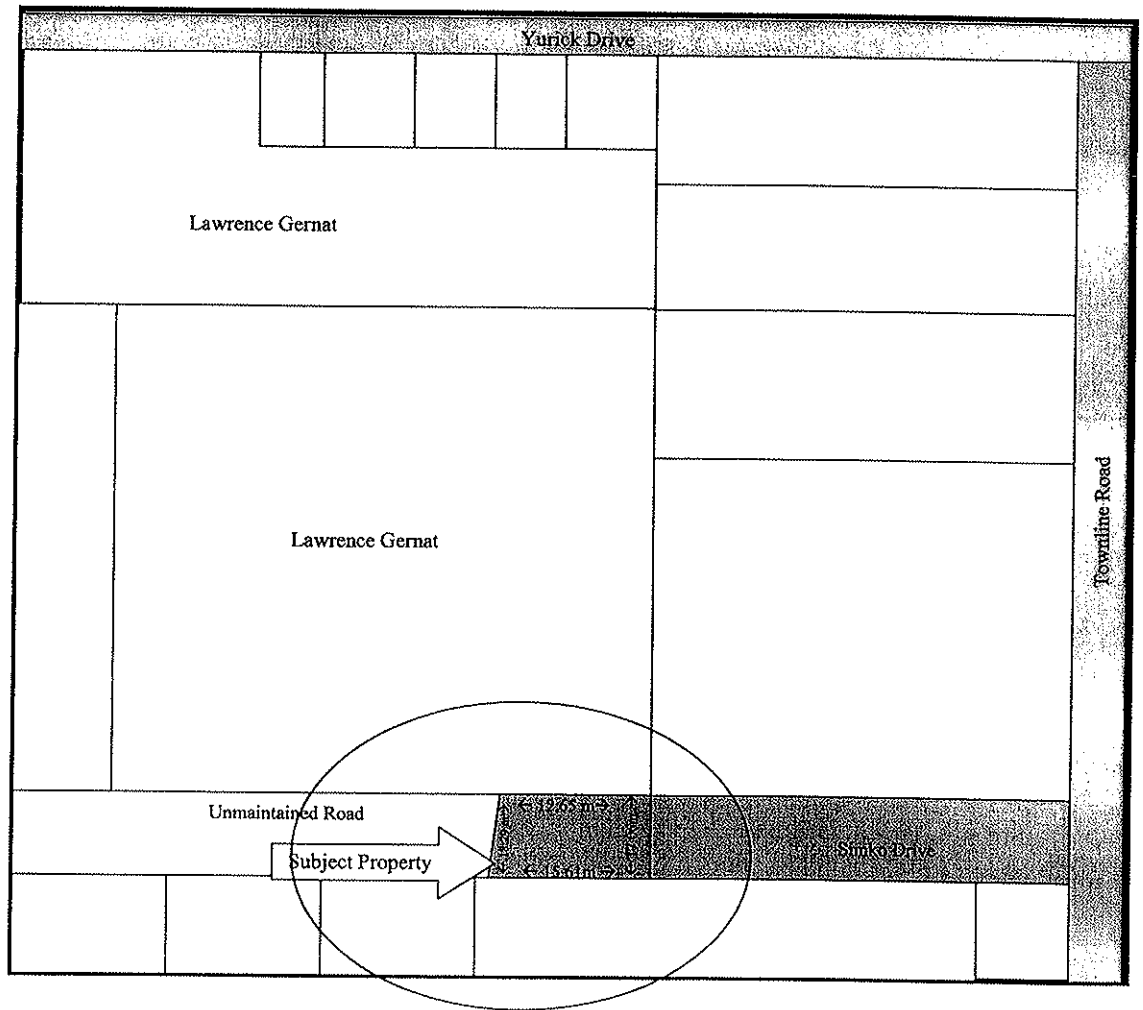 Yurick Drive
Lawrence Gernat
Lawrence Gernat
Townline Road
Unmaintained Road
Subject Property
Simko Drive